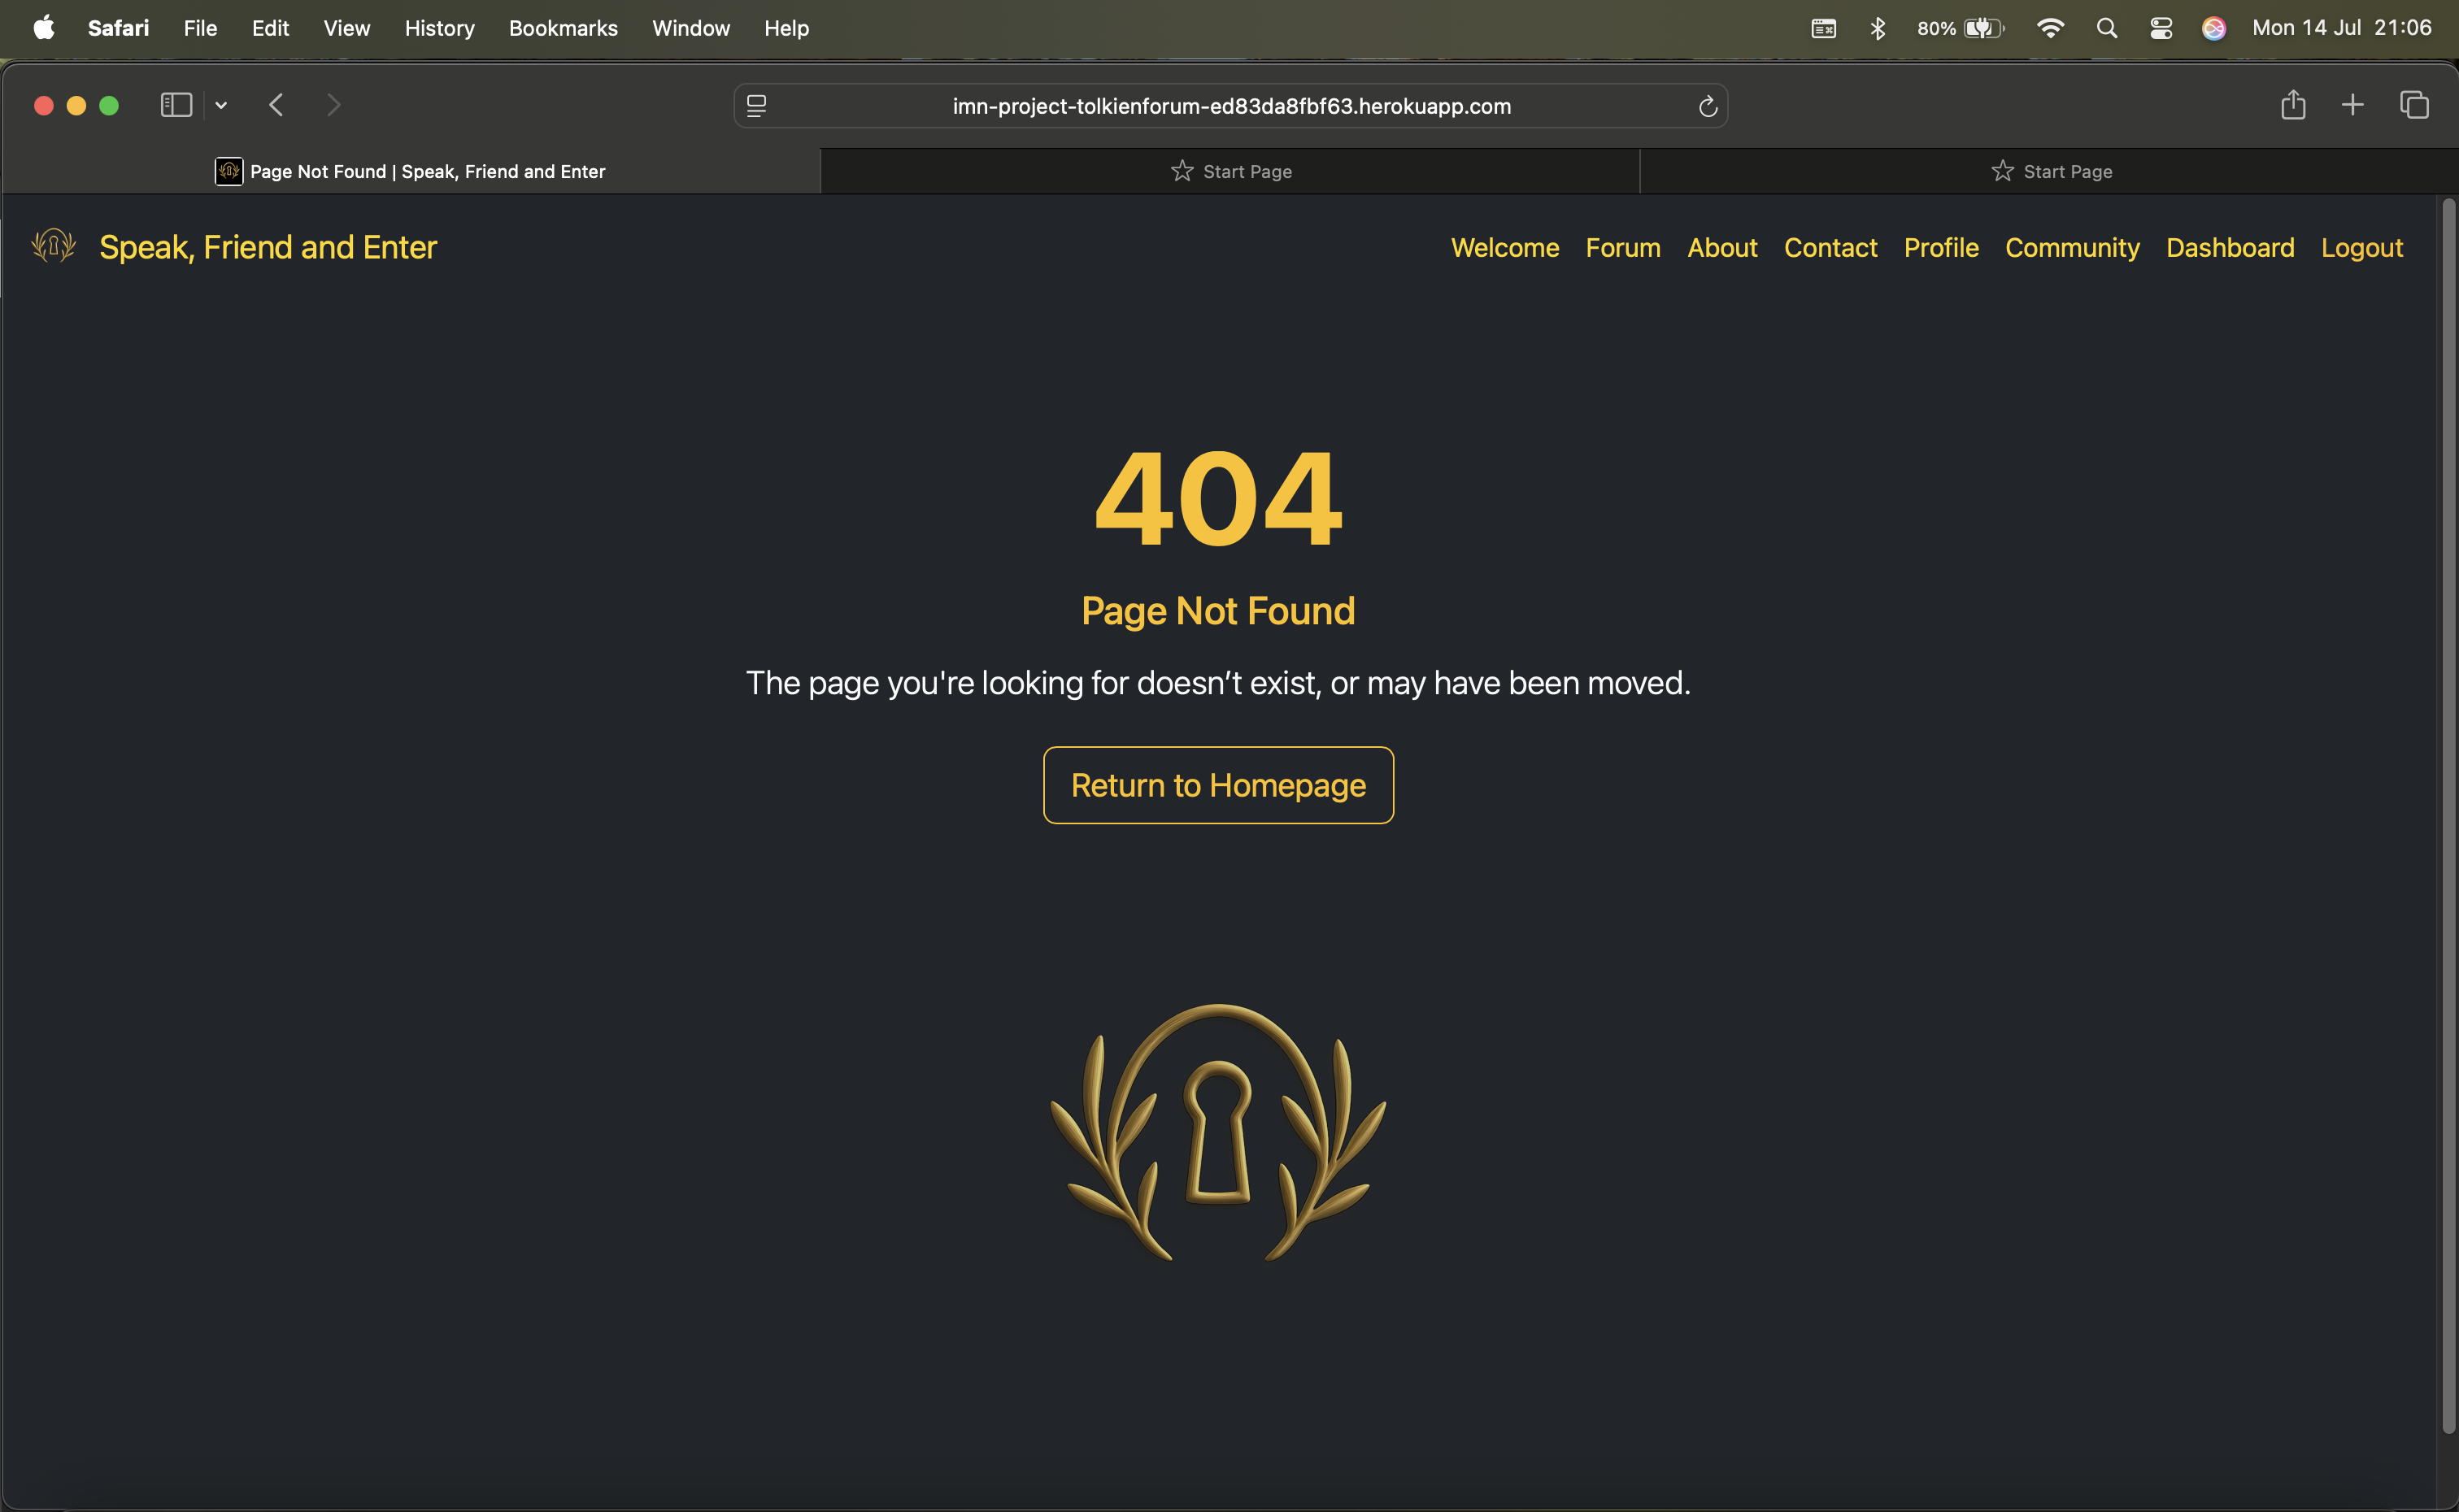 Safari File Edit View History Bookmarks Window Help 80% Mon 14 Jul 21:06
imn-project-tolkienforum-ed83da8fbf63.herokuapp.com
Page Not Found | Speak, Friend and Enter Start Page Start Page
Speak, Friend and Enter Welcome Forum About Contact Profile Community Dashboard Logout
404
Page Not Found
The page you're looking for doesn’t exist, or may have been moved.
Return to Homepage